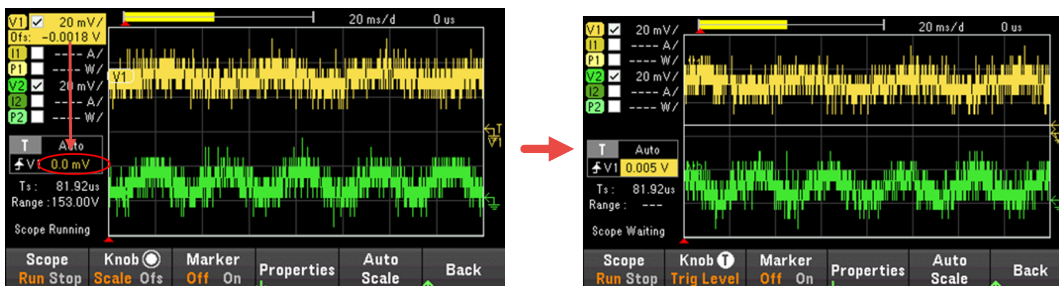 V1 20 mV/ 20 ms/d 0 us
Ofs: -0.0018 V
I1 ---- A/
P1 ---- W/
V2 20 mV/
I2 ---- A/
P2 ---- W/
V1
T
V1
T Auto
V1 0.0 mV
Ts: 81.92us
Range:153.00V
Scope Running
Scope Knob Marker Properties Auto Back
Run Stop Scale Ofs Off On Scale
V1 20 mV/ 20 ms/d 0 us
I1 ---- A/
P1 ---- W/
V2 20 mV/
I2 ---- A/
P2 ---- W/
T Auto
V1 0.005 V
Ts: 81.92us
Range: ---
Scope Waiting
Scope Knob T Marker Properties Auto Back
Run Stop Trig Level Off On Scale